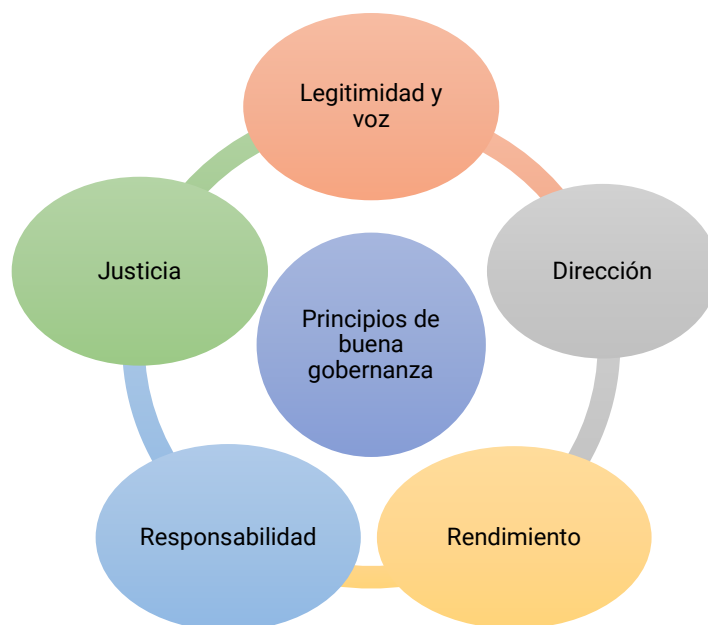 Legitimidad y
voz
Dirección
Rendimiento
Responsabilidad
Justicia
Principios de
buena
gobernanza